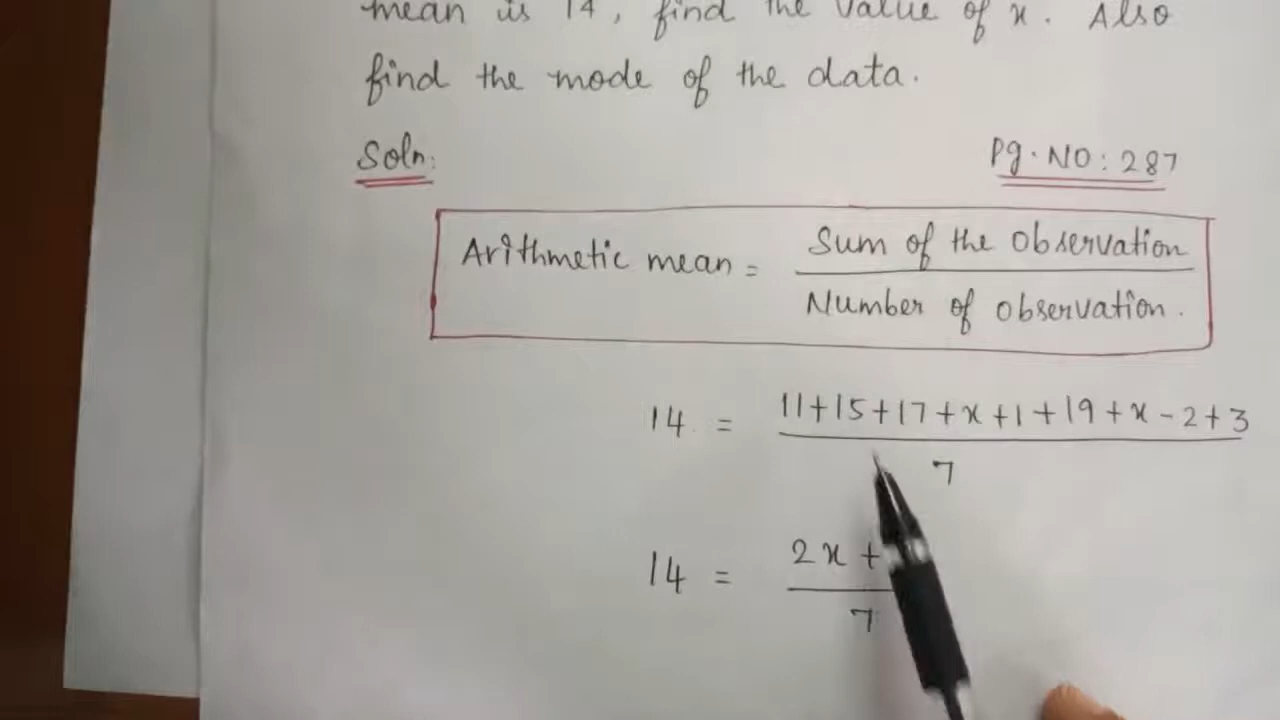 mean is 14, find the value of x. Also
find the mode of the data.
Soln:
Pg. No: 287
Arithmetic mean = Sum of the observation
Number of observation.
14 = 11+15+17+x+1+19+x-2+3
7
14 = 2x+
7